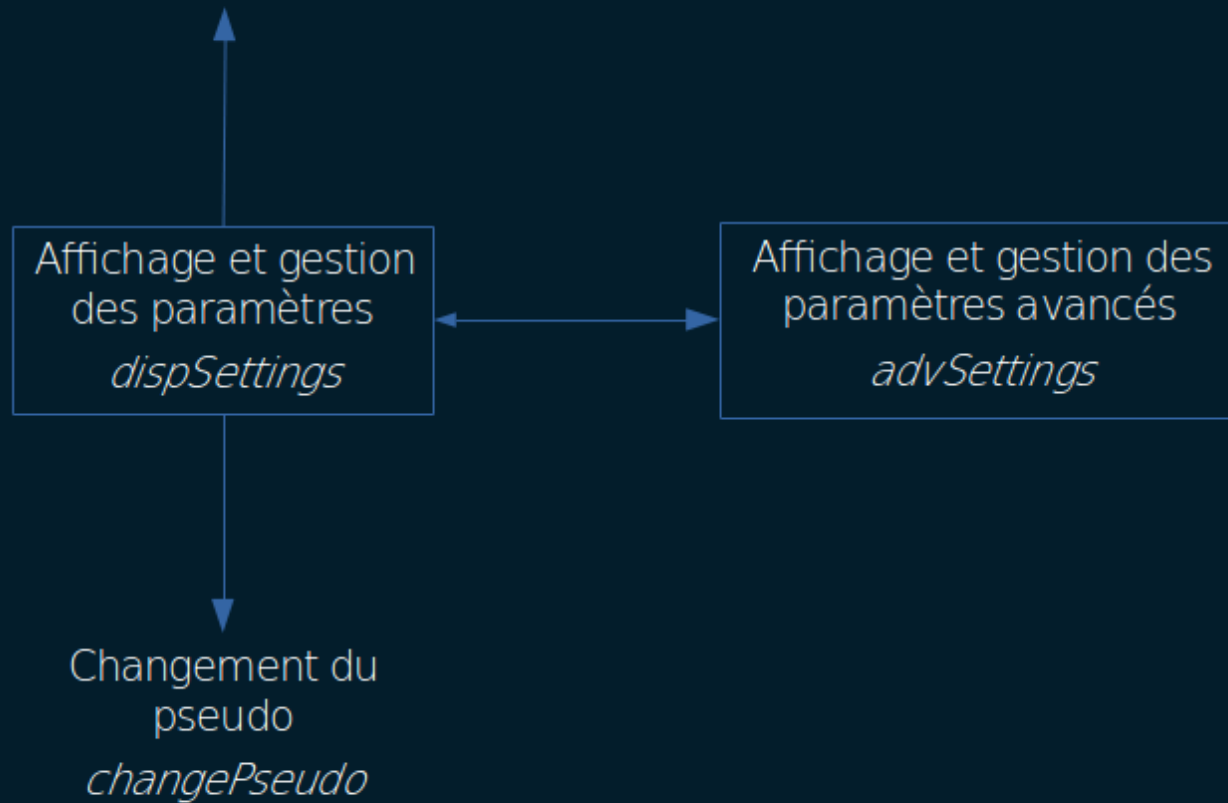 Affichage et gestion
des paramètres
dispSettings
Affichage et gestion des
paramètres avancés
advSettings
Changement du
pseudo
changePseudo